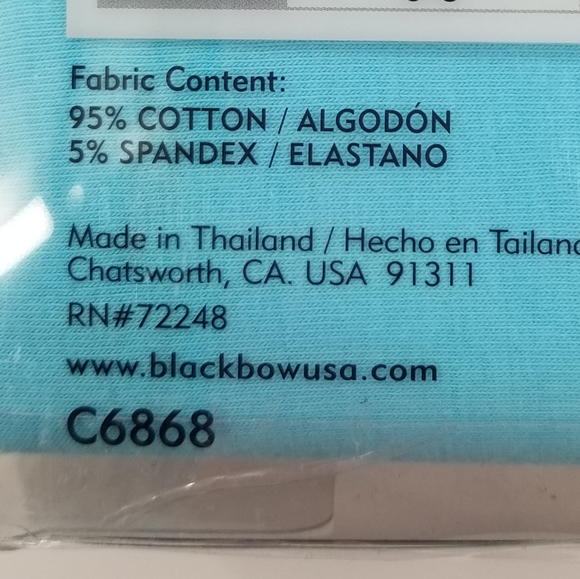 Fabric Content:
95% COTTON / ALGODÓN
5% SPANDEX / ELASTANO
Made in Thailand / Hecho en
Chatsworth, CA. USA 91311
RN#72248
www.blackbowusa.com
C6868